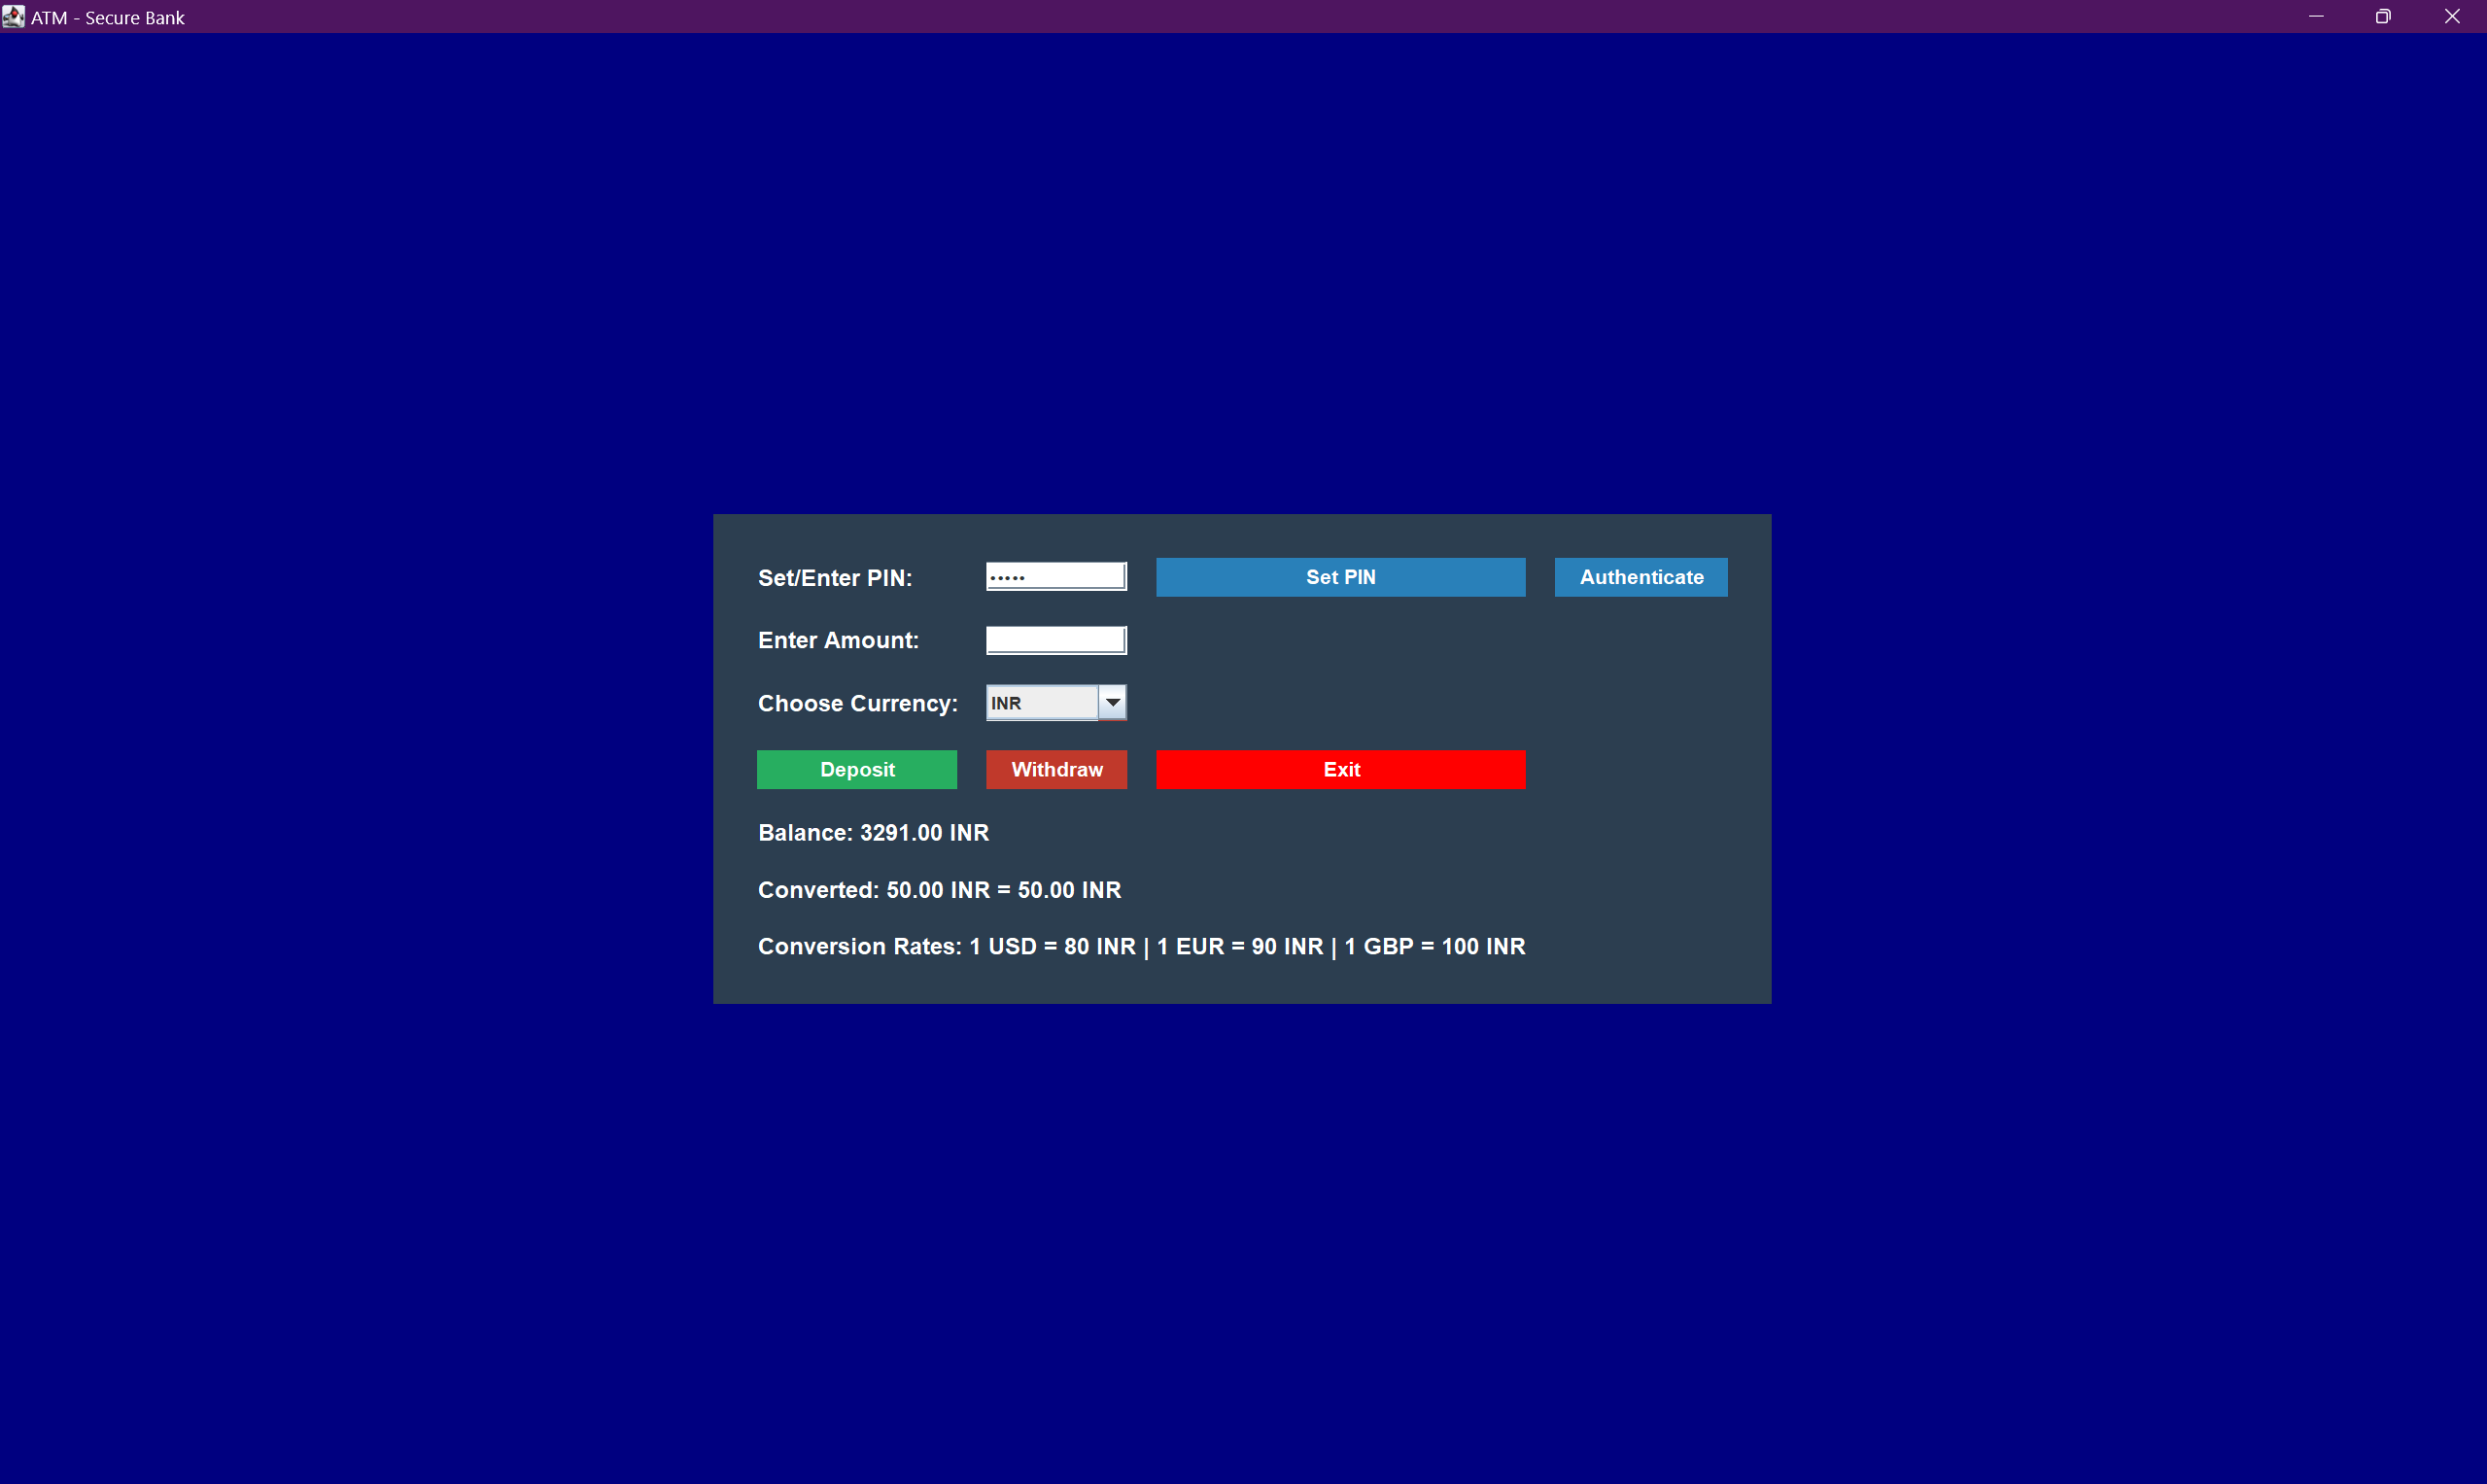 ATM - Secure Bank
Set/Enter PIN: ••••• Set PIN Authenticate
Enter Amount:
Choose Currency: INR
Deposit Withdraw Exit
Balance: 3291.00 INR
Converted: 50.00 INR = 50.00 INR
Conversion Rates: 1 USD = 80 INR | 1 EUR = 90 INR | 1 GBP = 100 INR